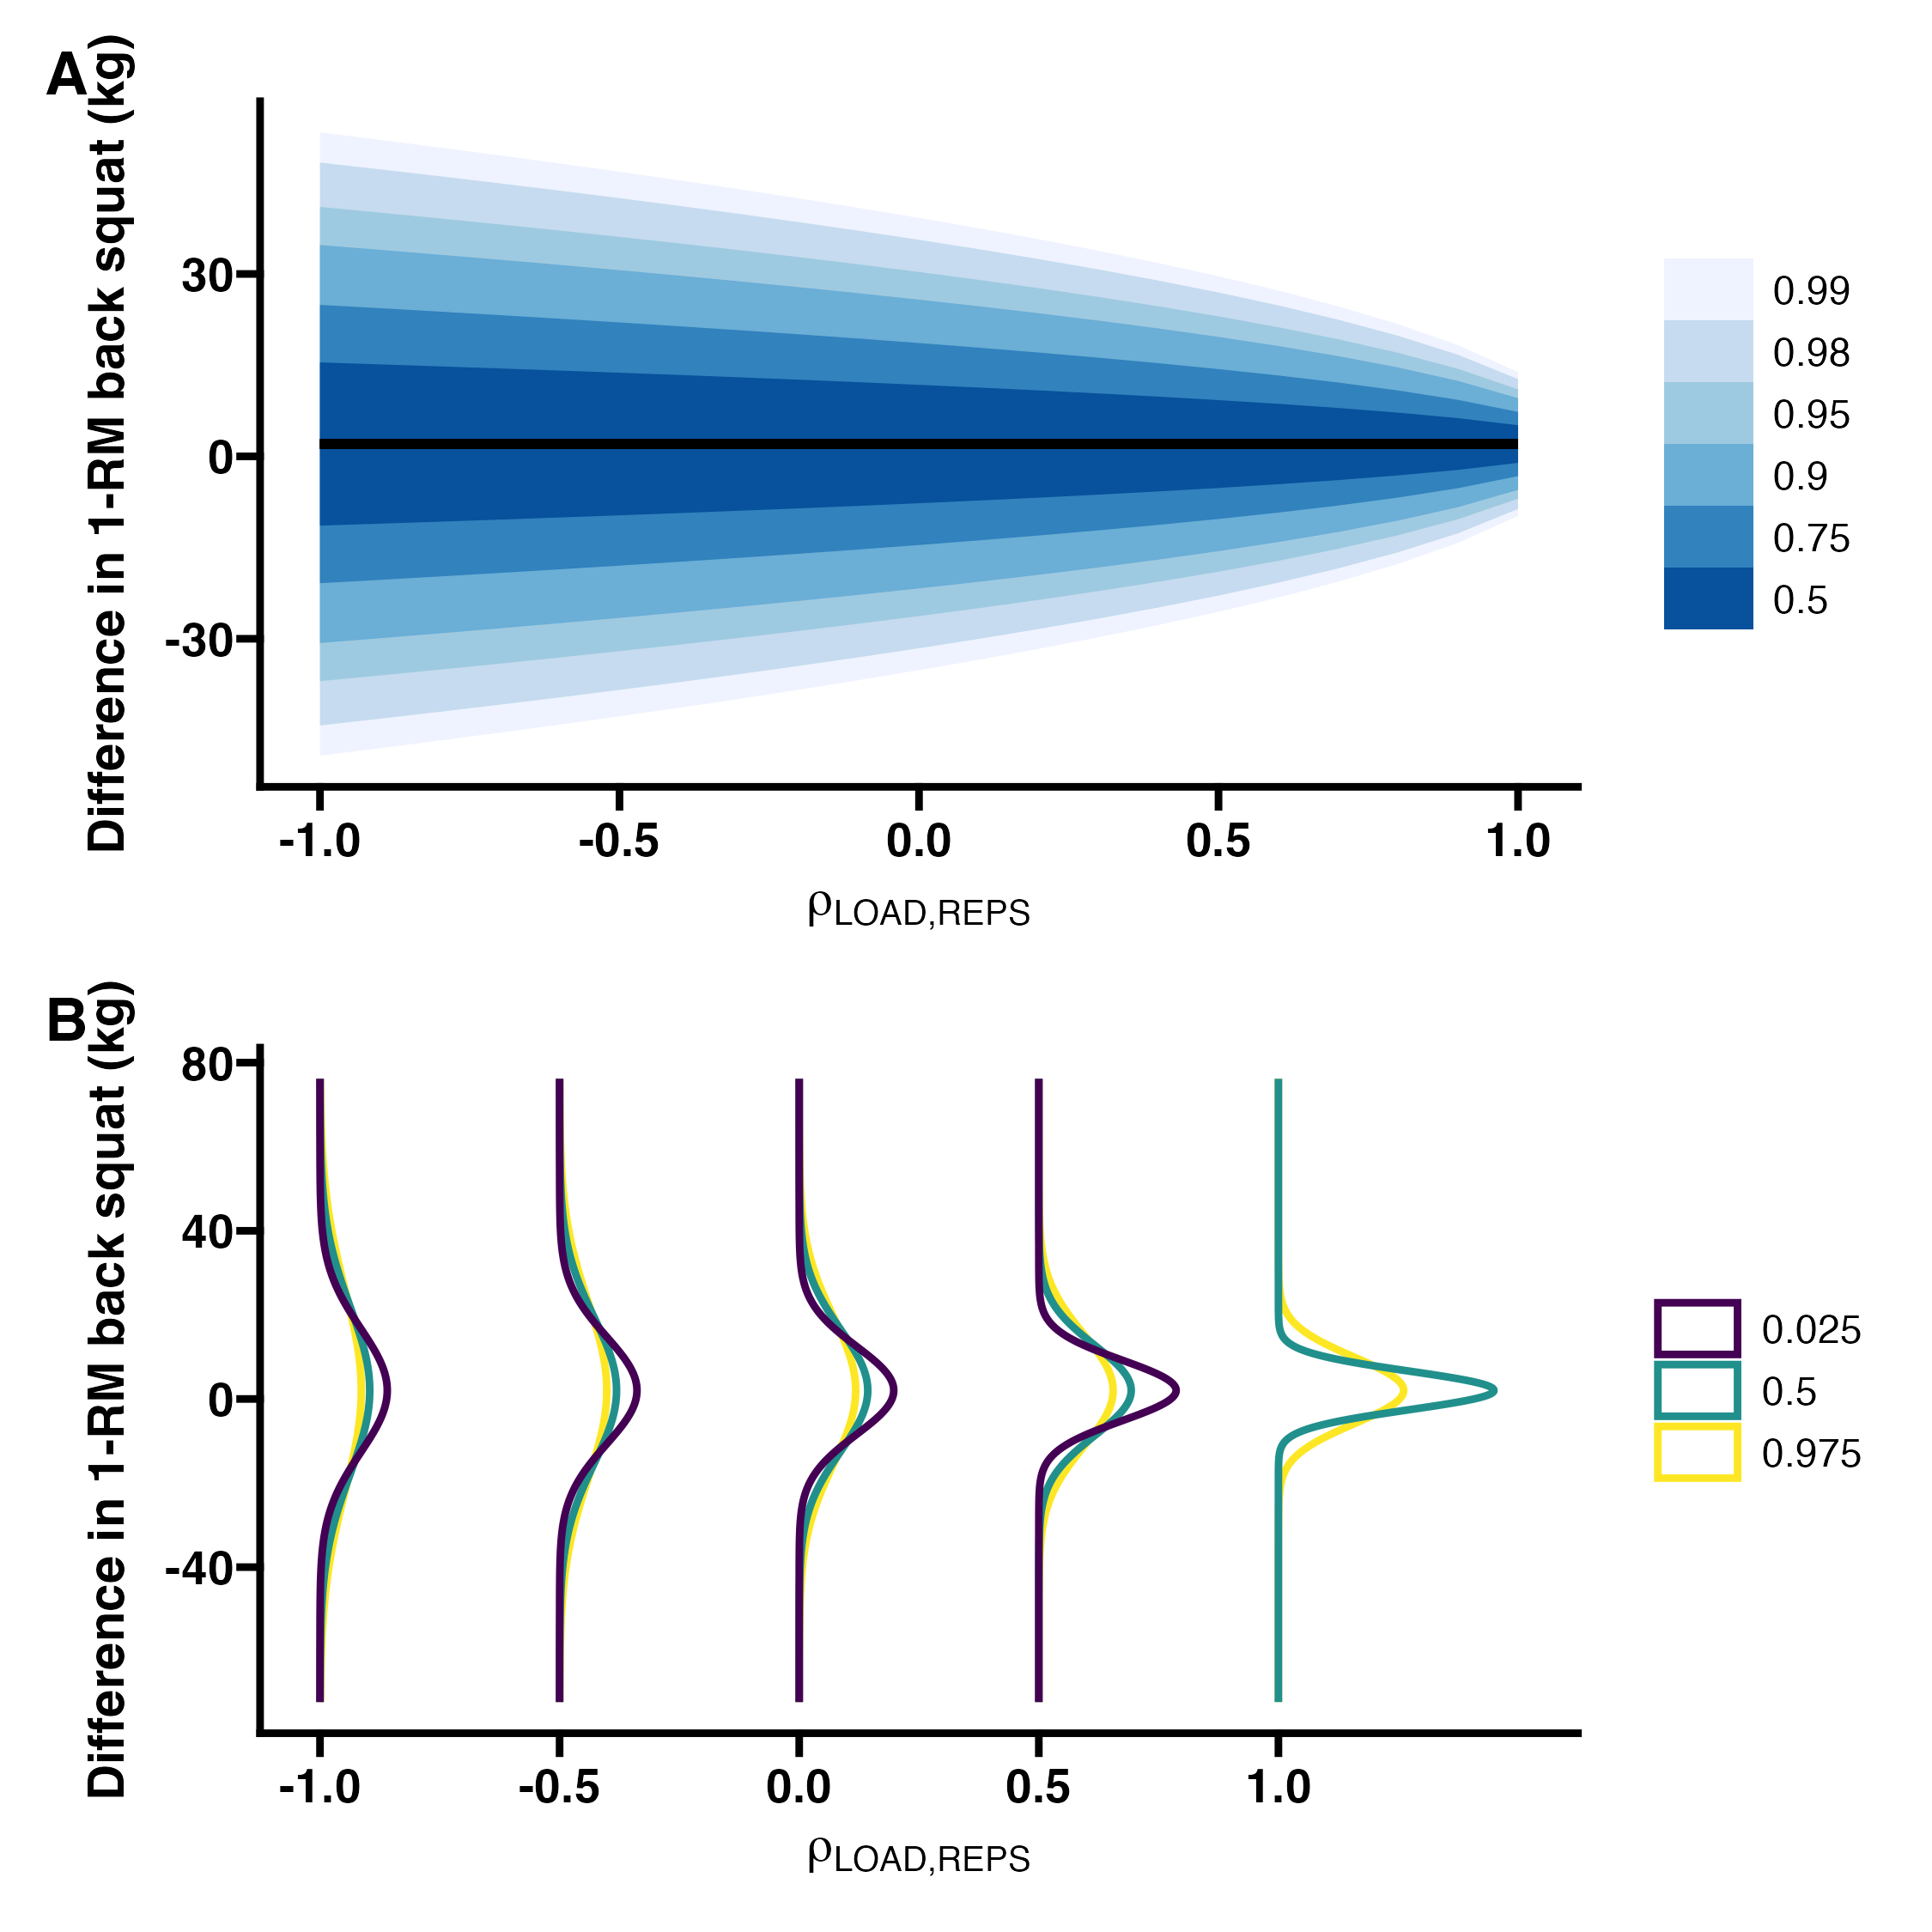 A
Difference in 1-RM back squat (kg)
30
0
-30
-1.0 -0.5 0.0 0.5 1.0
ρLOAD,REPS
0.99
0.98
0.95
0.9
0.75
0.5
B
Difference in 1-RM back squat (kg)
80
40
0
-40
-1.0 -0.5 0.0 0.5 1.0
ρLOAD,REPS
0.025
0.5
0.975